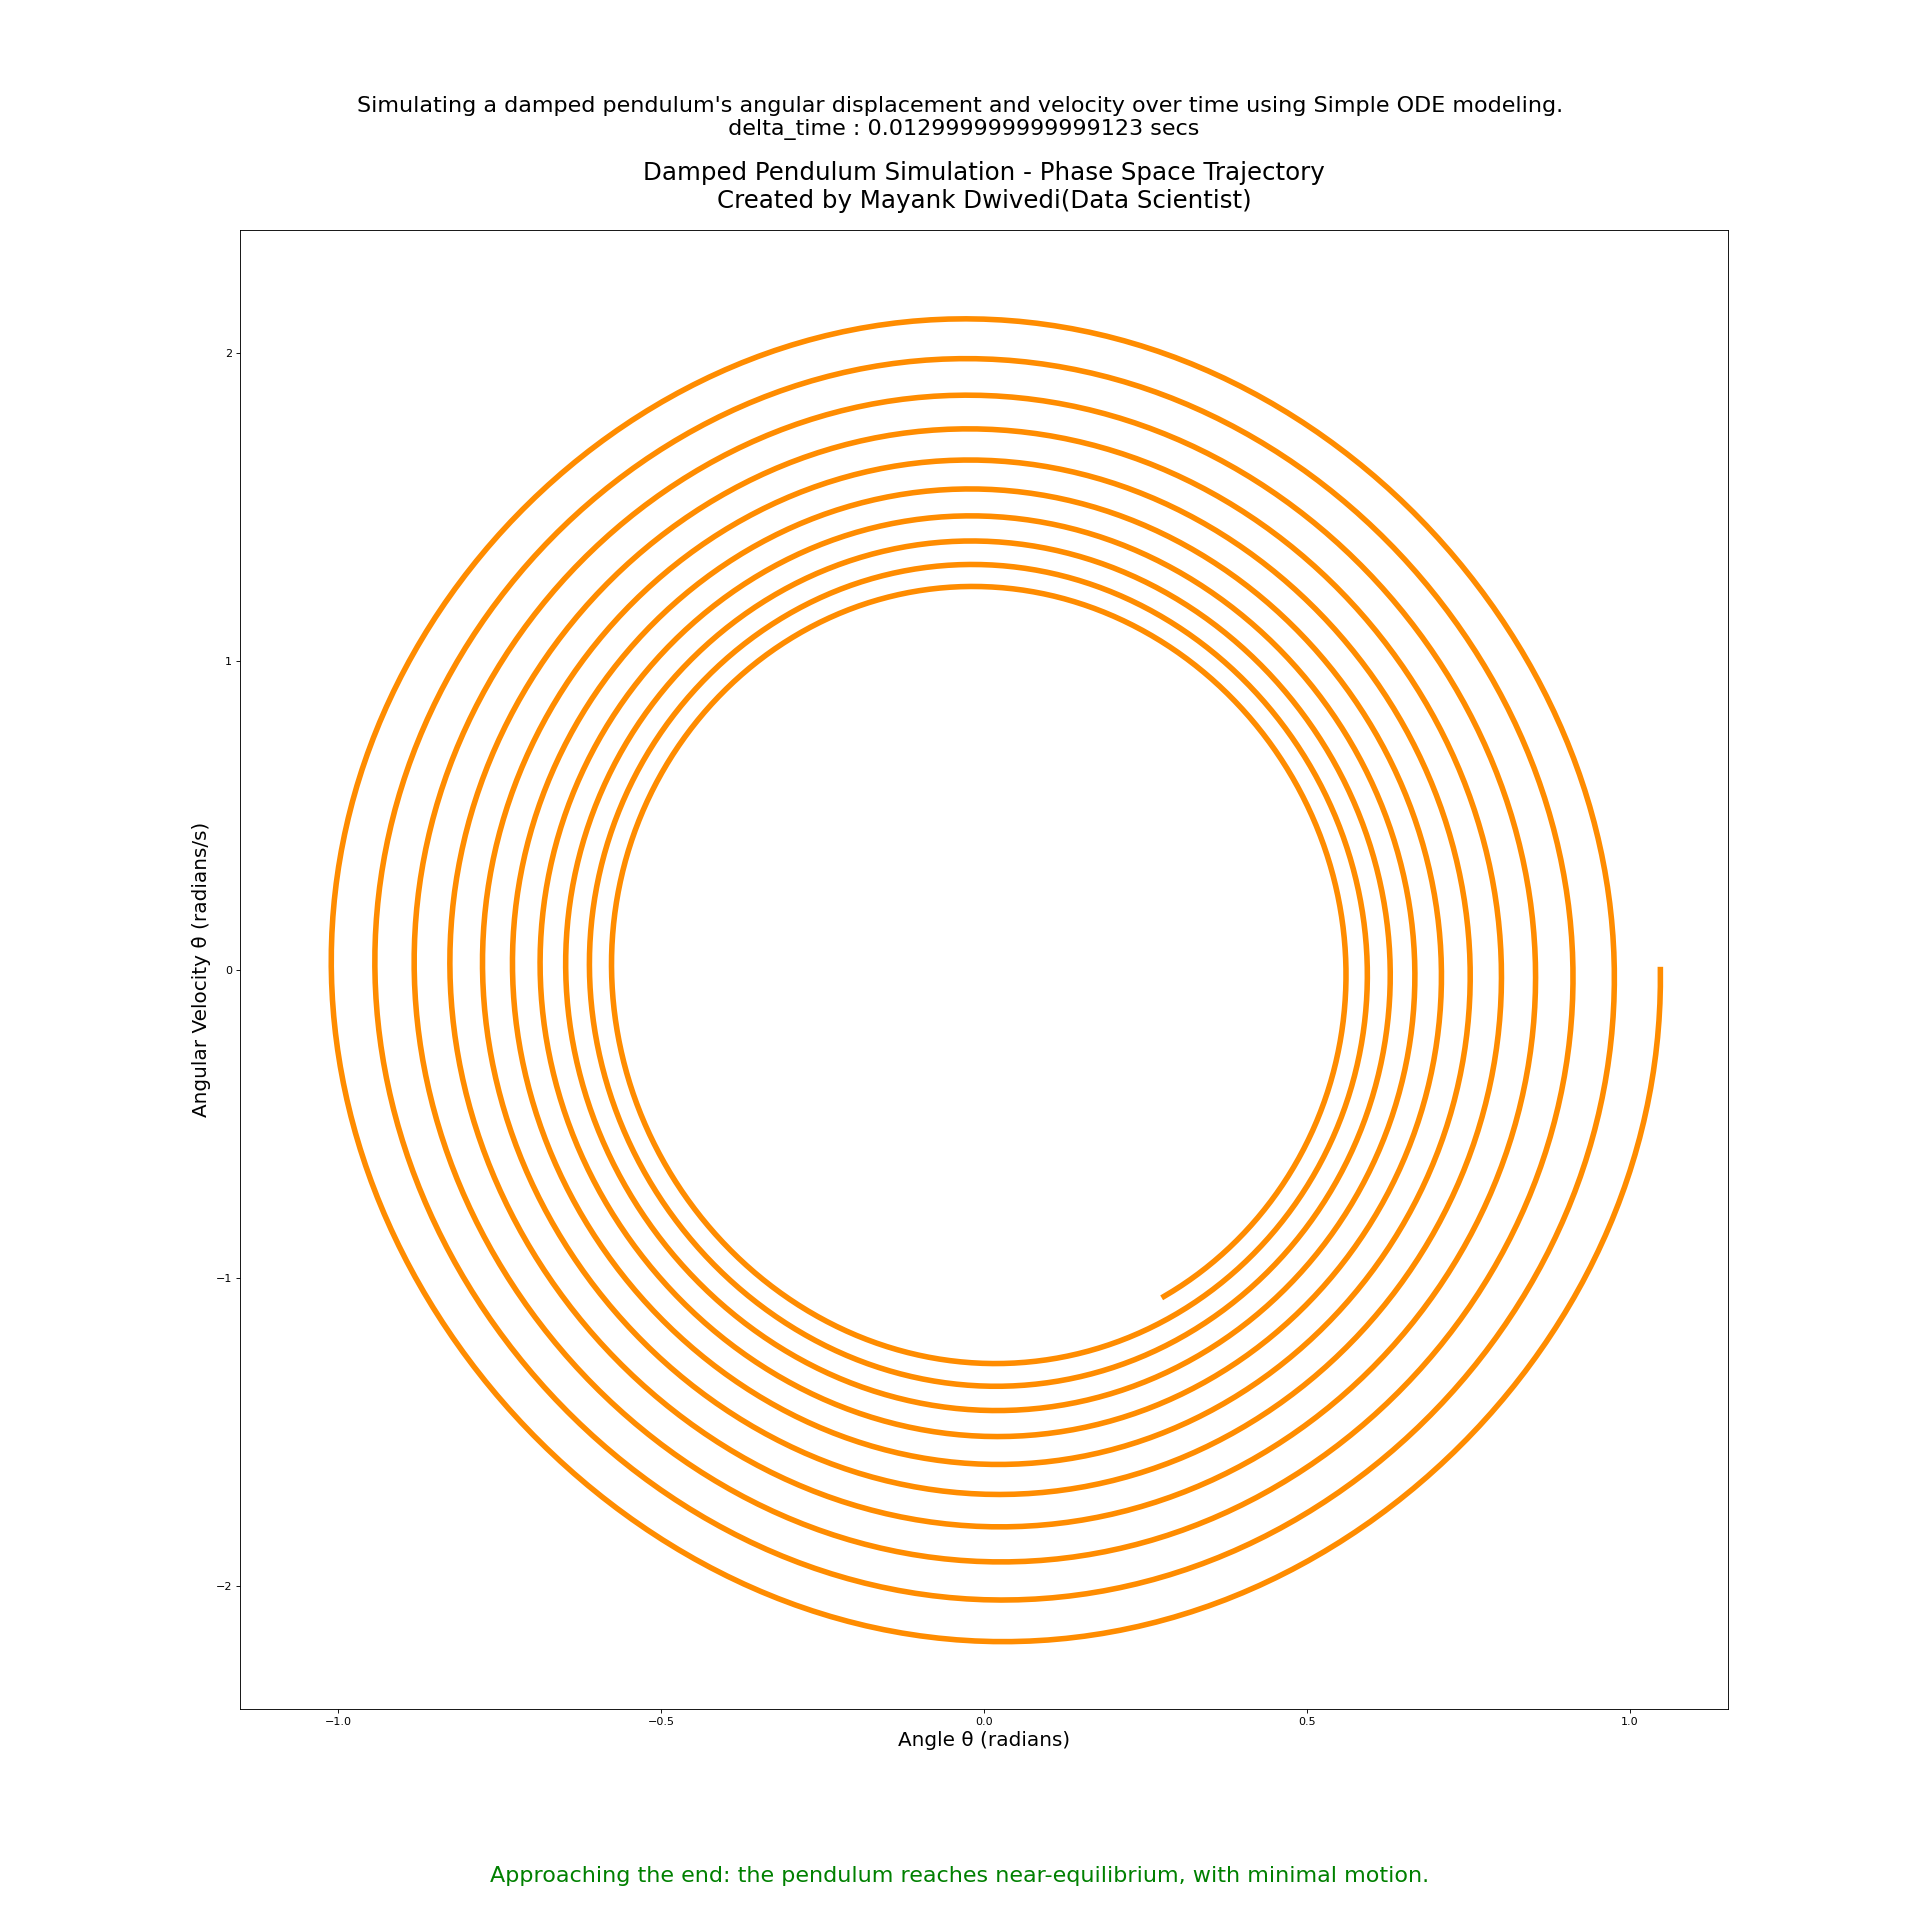 Simulating a damped pendulum's angular displacement and velocity over time using Simple ODE modeling.
delta_time : 0.012999999999999123 secs
Damped Pendulum Simulation - Phase Space Trajectory
Created by Mayank Dwivedi(Data Scientist)
Angular Velocity θ (radians/s)
2
1
0
−1
−2
−1.0
−0.5
0.0
0.5
1.0
Angle θ (radians)
Approaching the end: the pendulum reaches near-equilibrium, with minimal motion.